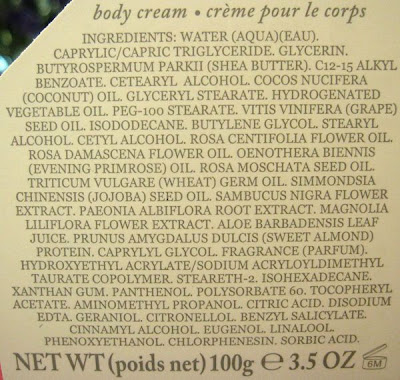 body cream • crème pour le corps
INGREDIENTS: WATER (AQUA)(EAU).
CAPRYLIC/CAPRIC TRIGLYCERIDE. GLYCERIN.
BUTYROSPERMUM PARKII (SHEA BUTTER). C12-15 ALKYL
BENZOATE. CETEARYL ALCOHOL. COCOS NUCIFERA
(COCONUT) OIL. GLYCERYL STEARATE. HYDROGENATED
VEGETABLE OIL. PEG-100 STEARATE. VITIS VINIFERA (GRAPE)
SEED OIL. ISODODECANE. BUTYLENE GLYCOL. STEARYL
ALCOHOL. CETYL ALCOHOL. ROSA CENTIFOLIA FLOWER OIL.
ROSA DAMASCENA FLOWER OIL. OENOTHERA BIENNIS
(EVENING PRIMROSE) OIL. ROSA MOSCHATA SEED OIL.
TRITICUM VULGARE (WHEAT) GERM OIL. SIMMONDSIA
CHINENSIS (JOJOBA) SEED OIL. SAMBUCUS NIGRA FLOWER
EXTRACT. PAEONIA ALBIFLORA ROOT EXTRACT. MAGNOLIA
LILIFLORA FLOWER EXTRACT. ALOE BARBADENSIS LEAF
JUICE. PRUNUS AMYGDALUS DULCIS (SWEET ALMOND)
PROTEIN. CAPRYLYL GLYCOL. FRAGRANCE (PARFUM).
HYDROXYETHYL ACRYLATE/SODIUM ACRYLOYLDIMETHYL
TAURATE COPOLYMER. STEARETH-2. ISOHEXADECANE.
XANTHAN GUM. PANTHENOL. POLYSORBATE 60. TOCOPHERYL
ACETATE. AMINOMETHYL PROPANOL. CITRIC ACID. DISODIUM
EDTA. GERANIOL. CITRONELLOL. BENZYL SALICYLATE.
CINNAMYL ALCOHOL. EUGENOL. LINALOOL.
PHENOXYETHANOL. CHLORPHENESIN. SORBIC ACID.
NET WT (poids net) 100g ℮ 3.5 OZ 6M